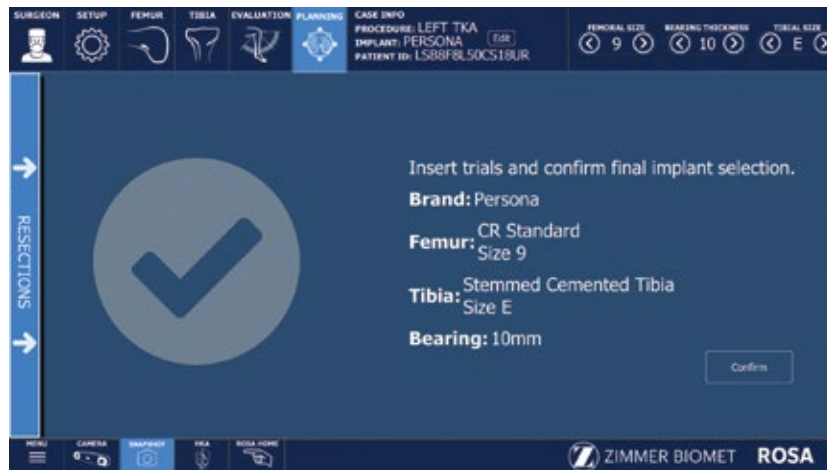 SURGEON
SETUP
FEMUR
TIBIA
EVALUATION
PLANNING
CASE INFO
PROCEDURE: LEFT TKA
IMPLANT: PERSONA
Edit
PATIENT ID: LS88F8L50CS18UR
FEMORAL SIZE
9
BEARING THICKNESS
10
TIBIAL SIZE
E
RESECTIONS
Insert trials and confirm final implant selection.
Brand: Persona
Femur: CR Standard
Size 9
Tibia: Stemmed Cemented Tibia
Size E
Bearing: 10mm
Confirm
MENU
CAMERA
SNAPSHOT
HKA
ROSA HOME
ZIMMER BIOMET
ROSA